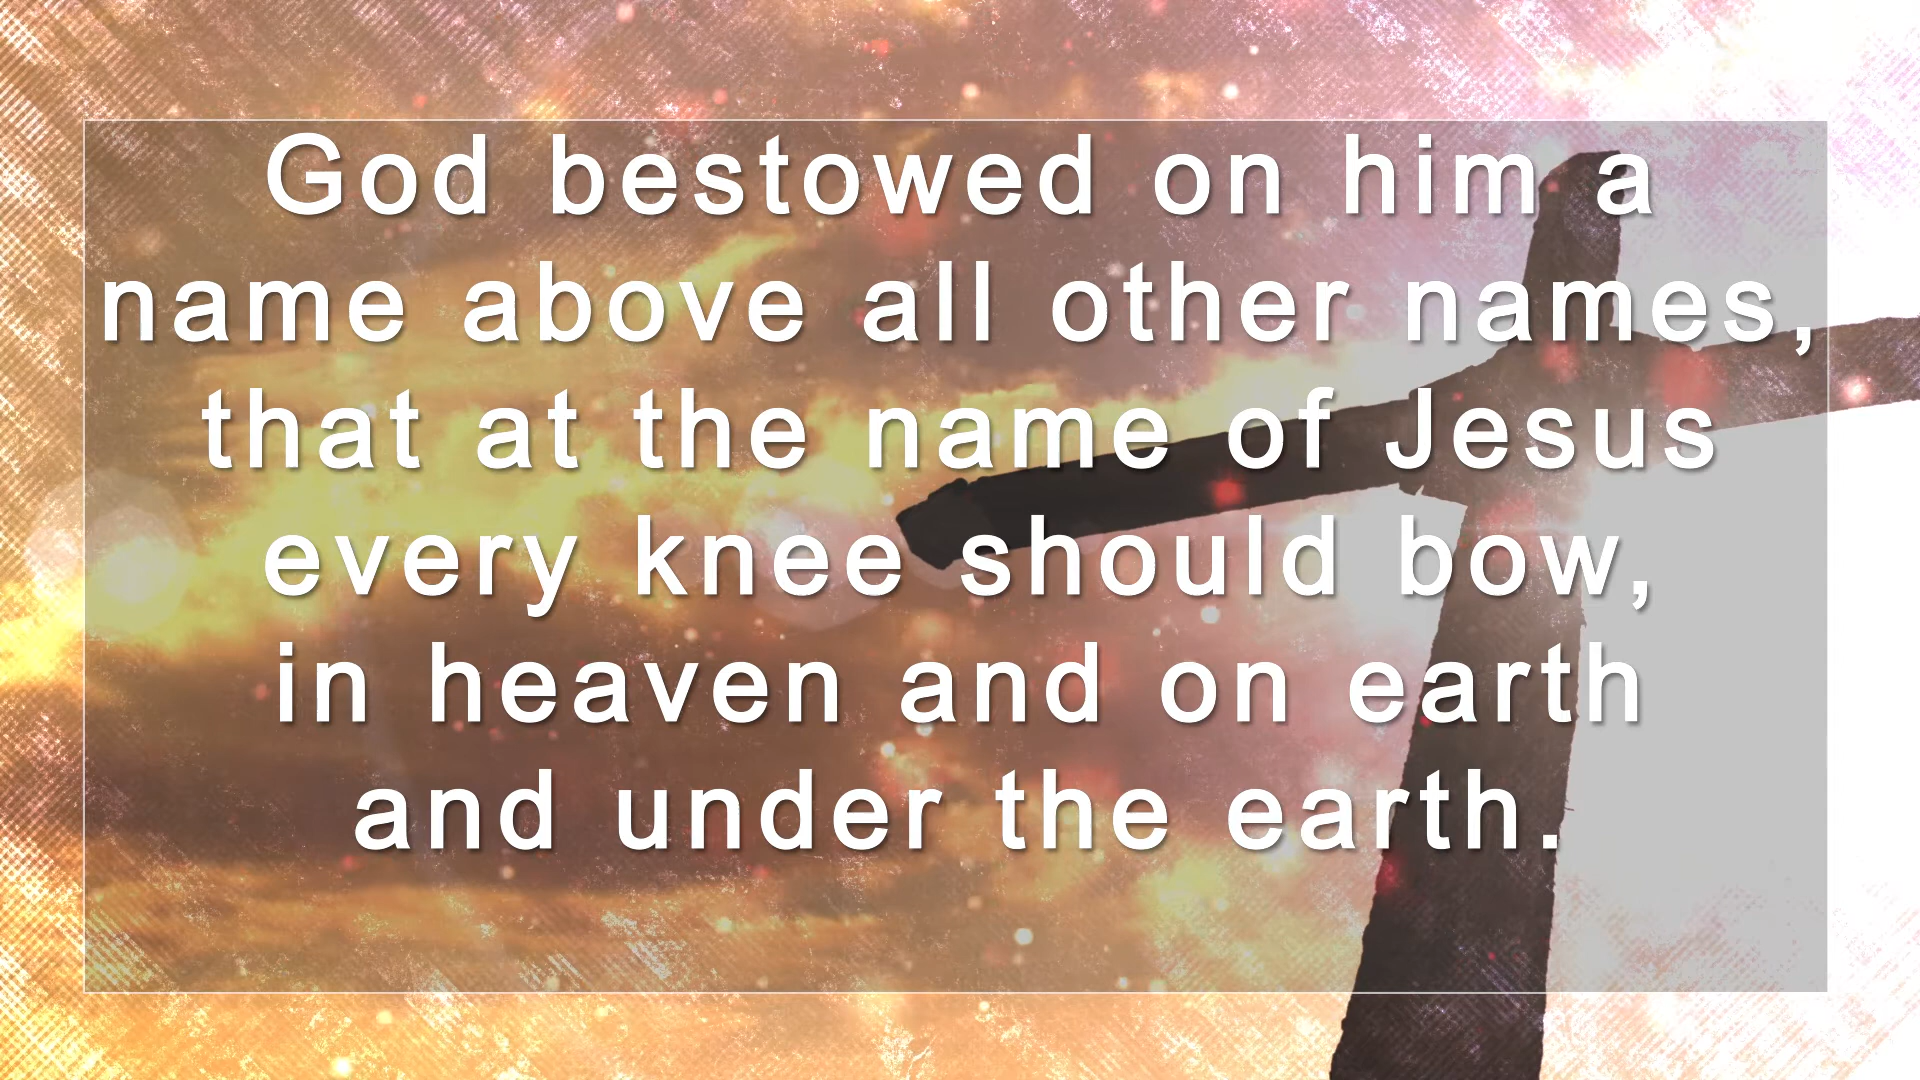 God bestowed on him a
name above all other names,
that at the name of Jesus
every knee should bow,
in heaven and on earth
and under the earth.